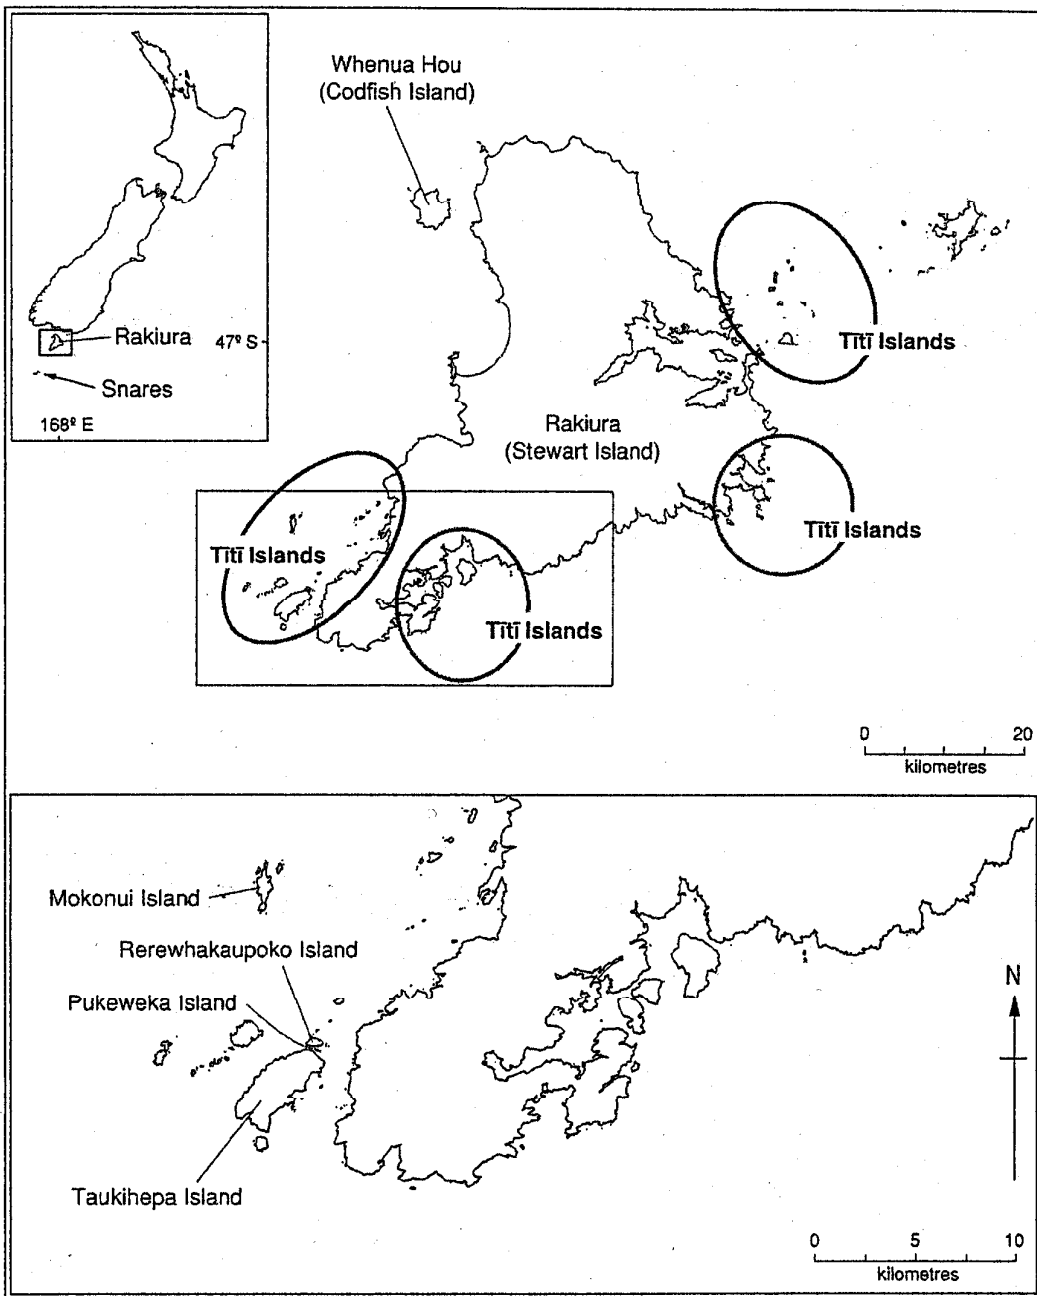 Whenua Hou
(Codfish Island)
Rakiura
47º S
Snares
168º E
Tītī Islands
Rakiura
(Stewart Island)
Tītī Islands
Tītī Islands
Tītī Islands
0 20
kilometres
Mokonui Island
Rerewhakaupoko Island
Pukeweka Island
N
Taukihepa Island
0 5 10
kilometres